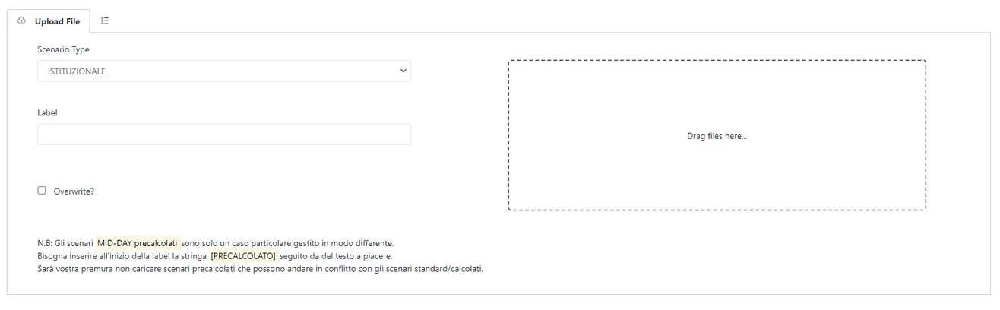 Upload File
Scenario Type
ISTITUZIONALE
Label
Drag files here...
Overwrite?
N.B: Gli scenari MID-DAY precalcolati sono solo un caso particolare gestito in modo differente.
Bisogna inserire all'inizio della label la stringa [PRECALCOLATO] seguito da del testo a piacere.
Sarà vostra premura non caricare scenari precalcolati che possono andare in conflitto con gli scenari standard/calcolati.